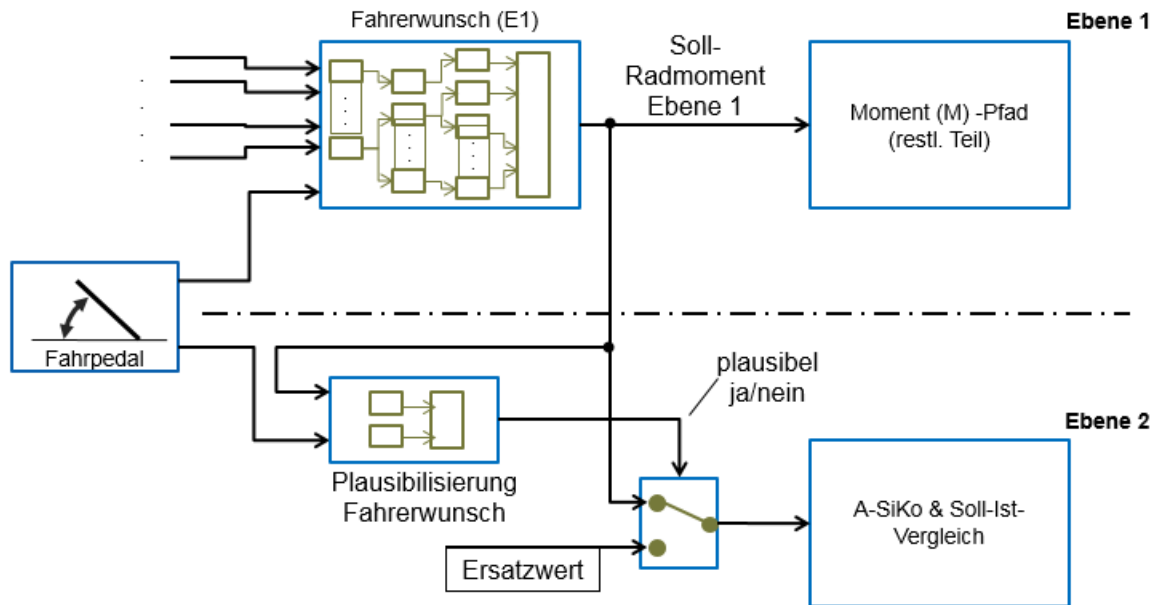 Fahrerwunsch (E1)
Ebene 1
Soll-
Radmoment
Ebene 1
Moment (M) -Pfad
(restl. Teil)
Fahrpedal
plausibel
ja/nein
Ebene 2
Plausibilisierung
Fahrerwunsch
A-SiKo & Soll-Ist-
Vergleich
Ersatzwert